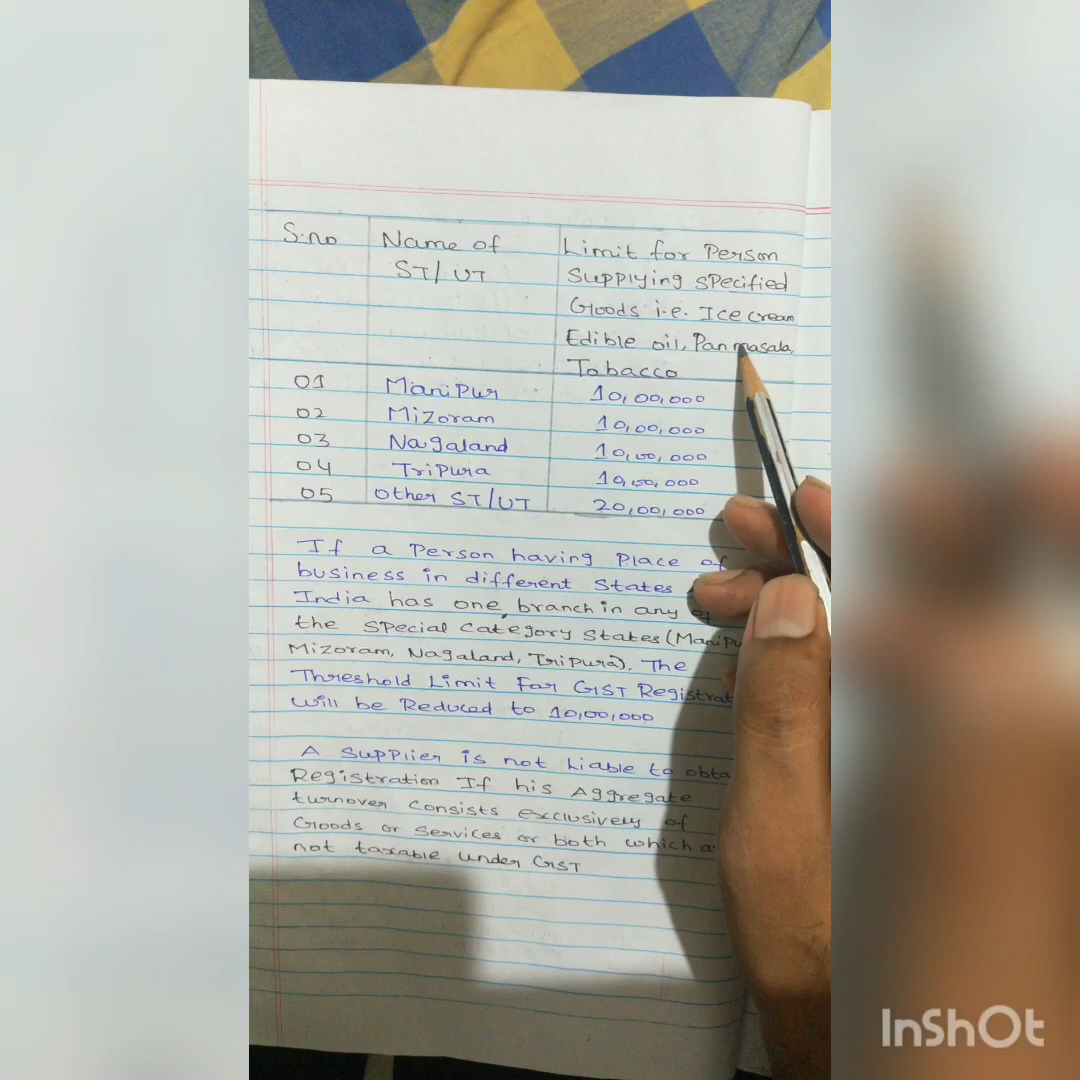 S.no Name of ST/UT Limit for Person
Supplying Specified
Goods i.e. Ice cream
Edible oil, Pan masala,
Tobacco
01 Manipur 10,00,000
02 Mizoram 10,00,000
03 Nagaland 10,00,000
04 Tripura 10,00,000
05 other ST/UT 20,00,000
If a Person having Place of
business in different States
India has one branch in any of
the special category states (Manipu
Mizoram, Nagaland, Tripura), The
Threshold Limit For GST Registrat
will be Reduced to 10,00,000
A Supplier is not Liable to obta
Registration If his Aggregate
turnover consists exclusively of
Goods or services or both which a
not taxable under GST
InShOt